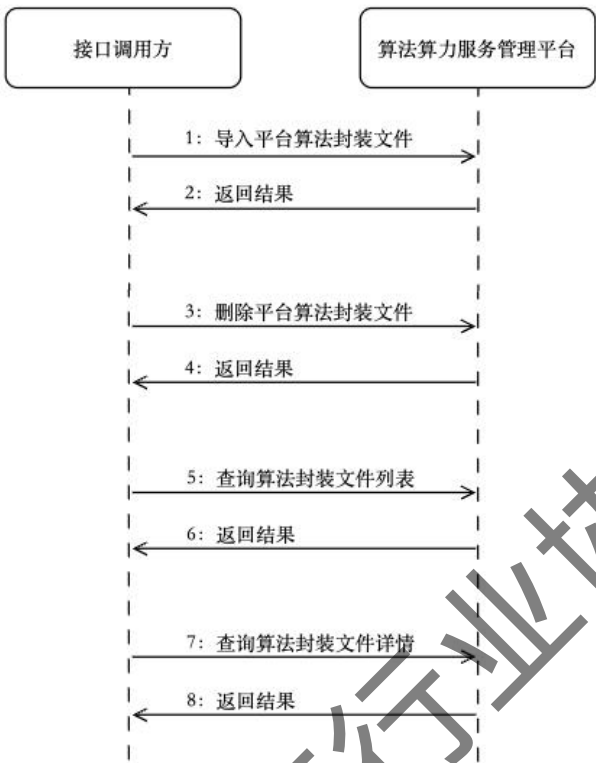 接口调用方
算法算力服务管理平台
1: 导入平台算法封装文件
2: 返回结果
3: 删除平台算法封装文件
4: 返回结果
5: 查询算法封装文件列表
6: 返回结果
7: 查询算法封装文件详情
8: 返回结果
行业协